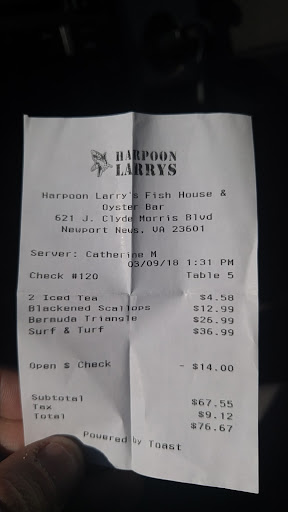 HARPOON
LARRYS
Harpoon Larry's Fish House &
Oyster Bar
621 J. Clyde Morris Blvd
Newport News, VA 23601
Server: Catherine M
03/09/18 1:31 PM
Check #120 Table 5
2 Iced Tea $4.58
Blackened Scallops $12.99
Bermuda Triangle $26.99
Surf & Turf $36.99
Open $ Check - $14.00
Subtotal $67.55
Tax $9.12
Total $76.67
Powered by Toast